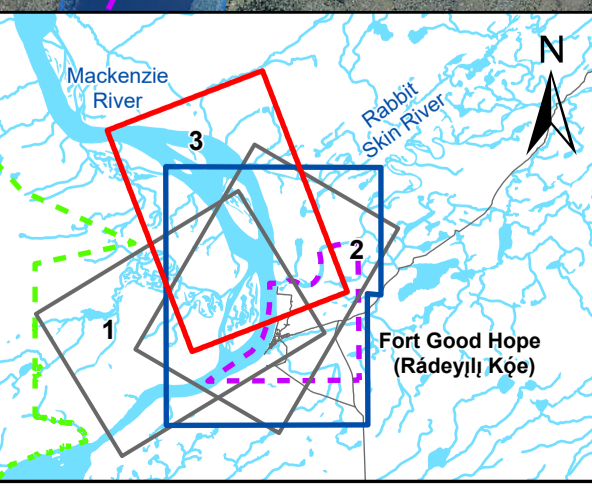 N
Mackenzie
River
Rabbit
Skin River
3
2
1
Fort Good Hope
(Rádeyı̨lı̨ Kǫ́e)